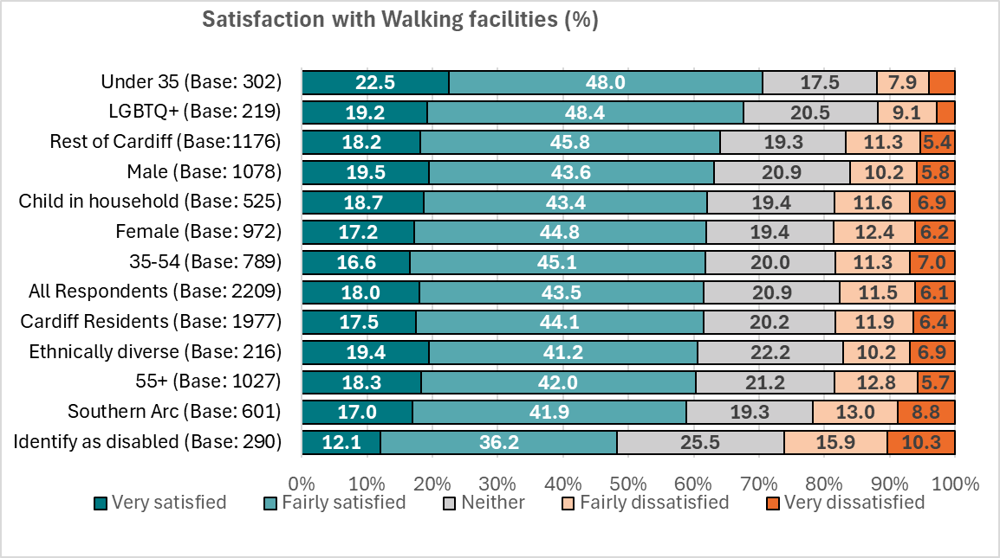 Satisfaction with Walking facilities (%)
Under 35 (Base: 302) 22.5 48.0 17.5 7.9
LGBTQ+ (Base: 219) 19.2 48.4 20.5 9.1
Rest of Cardiff (Base:1176) 18.2 45.8 19.3 11.3 5.4
Male (Base: 1078) 19.5 43.6 20.9 10.2 5.8
Child in household (Base: 525) 18.7 43.4 19.4 11.6 6.9
Female (Base: 972) 17.2 44.8 19.4 12.4 6.2
35-54 (Base: 789) 16.6 45.1 20.0 11.3 7.0
All Respondents (Base: 2209) 18.0 43.5 20.9 11.5 6.1
Cardiff Residents (Base: 1977) 17.5 44.1 20.2 11.9 6.4
Ethnically diverse (Base: 216) 19.4 41.2 22.2 10.2 6.9
55+ (Base: 1027) 18.3 42.0 21.2 12.8 5.7
Southern Arc (Base: 601) 17.0 41.9 19.3 13.0 8.8
Identify as disabled (Base: 290) 12.1 36.2 25.5 15.9 10.3
0% 10% 20% 30% 40% 50% 60% 70% 80% 90% 100%
Very satisfied Fairly satisfied Neither Fairly dissatisfied Very dissatisfied